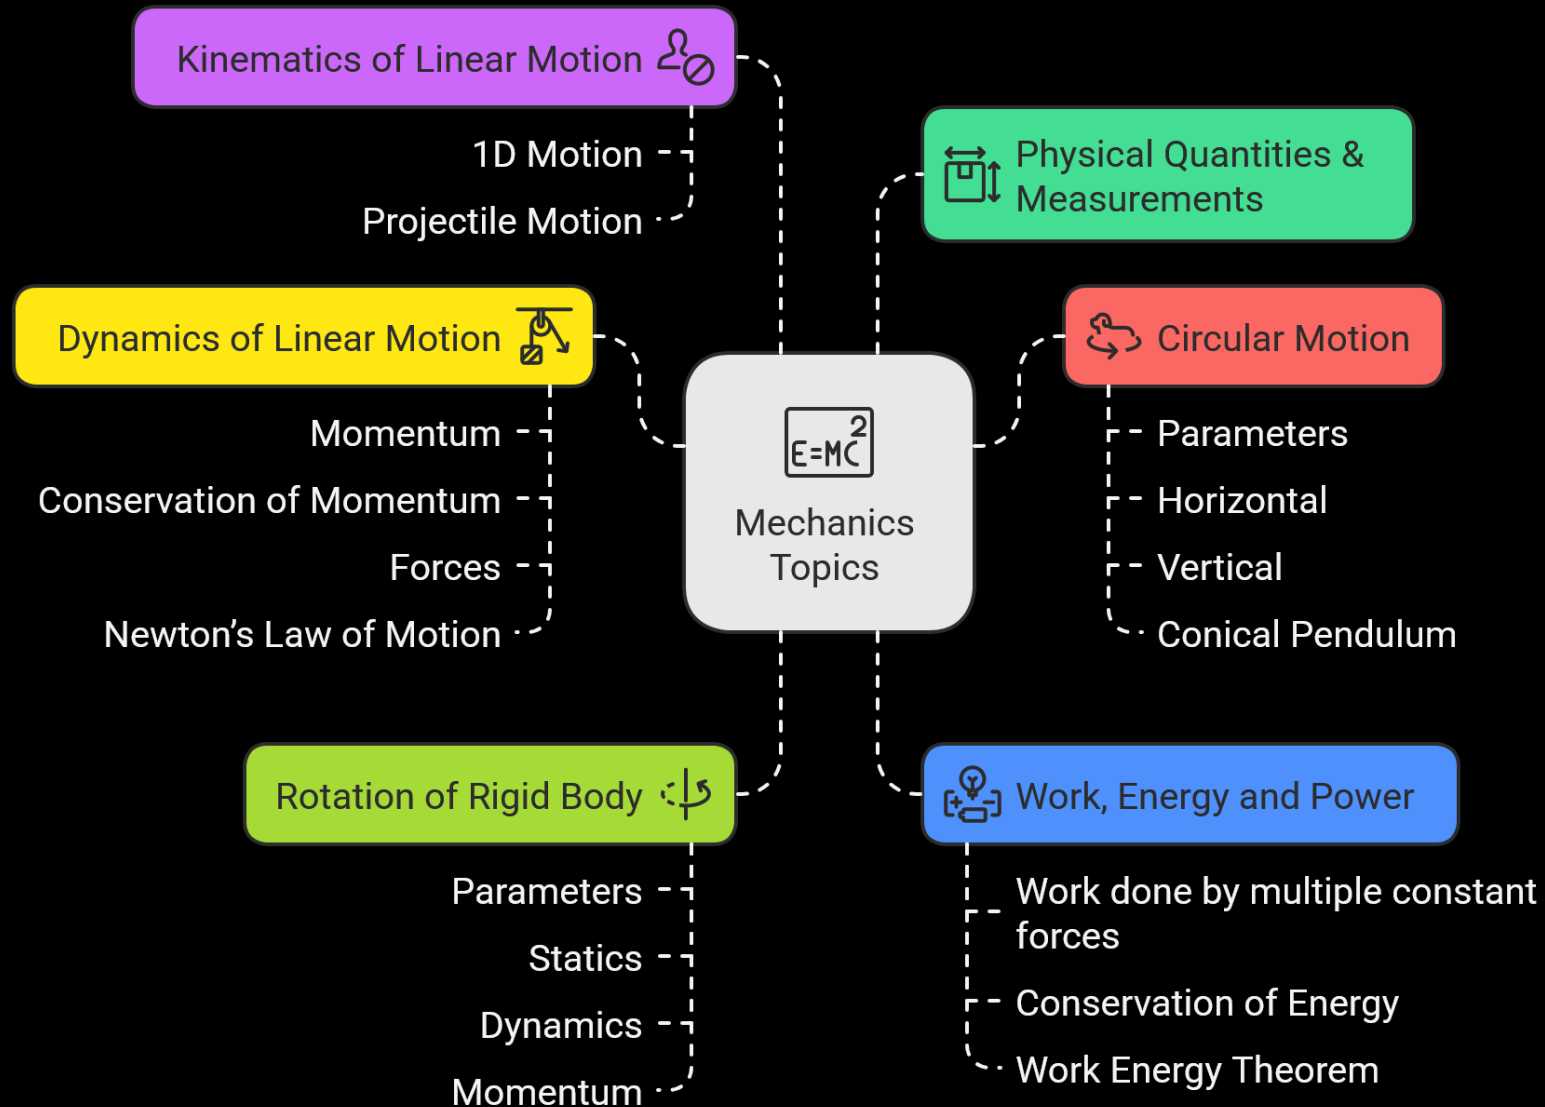 Kinematics of Linear Motion
1D Motion
Projectile Motion
Physical Quantities &
Measurements
Dynamics of Linear Motion
Momentum
Conservation of Momentum
Forces
Newton’s Law of Motion
E=MC2
Mechanics
Topics
Circular Motion
Parameters
Horizontal
Vertical
Conical Pendulum
Rotation of Rigid Body
Parameters
Statics
Dynamics
Momentum
Work, Energy and Power
Work done by multiple constant
forces
Conservation of Energy
Work Energy Theorem